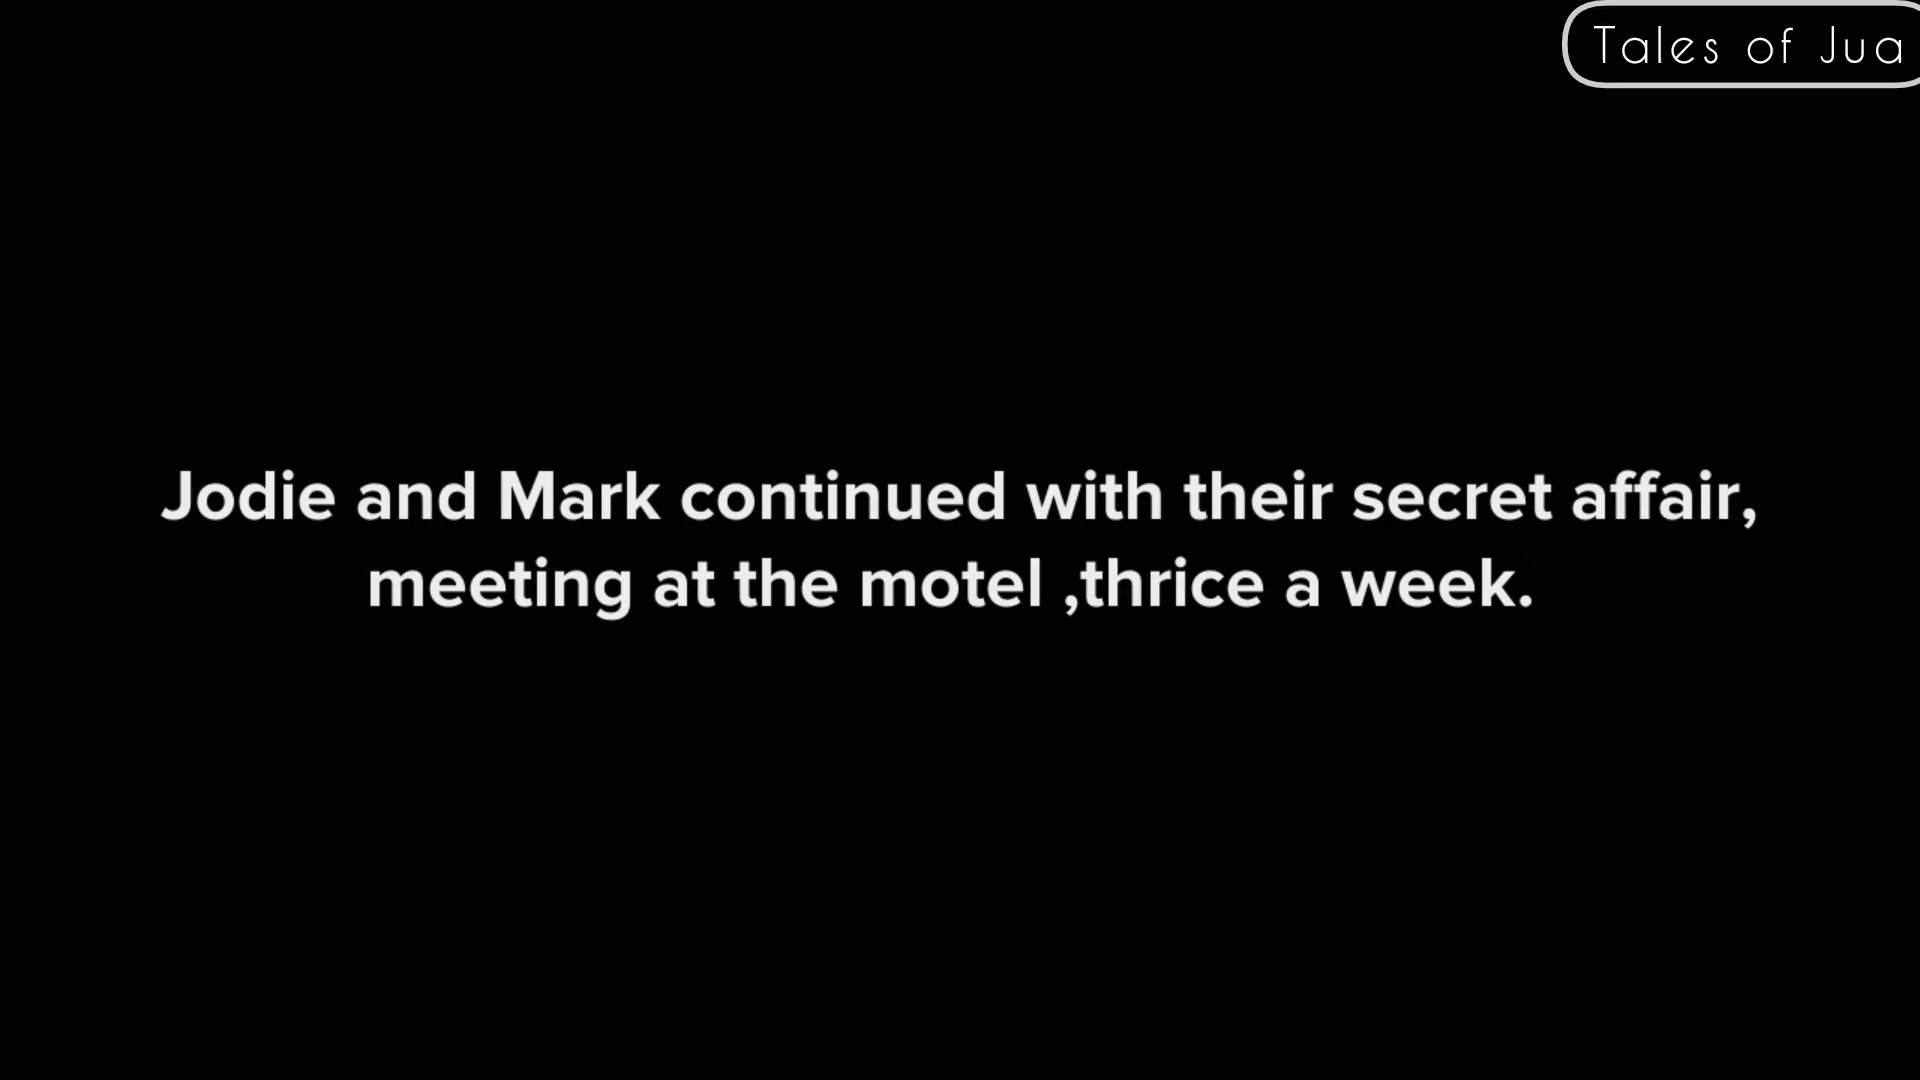 Tales of Jua
Jodie and Mark continued with their secret affair,
meeting at the motel ,thrice a week.